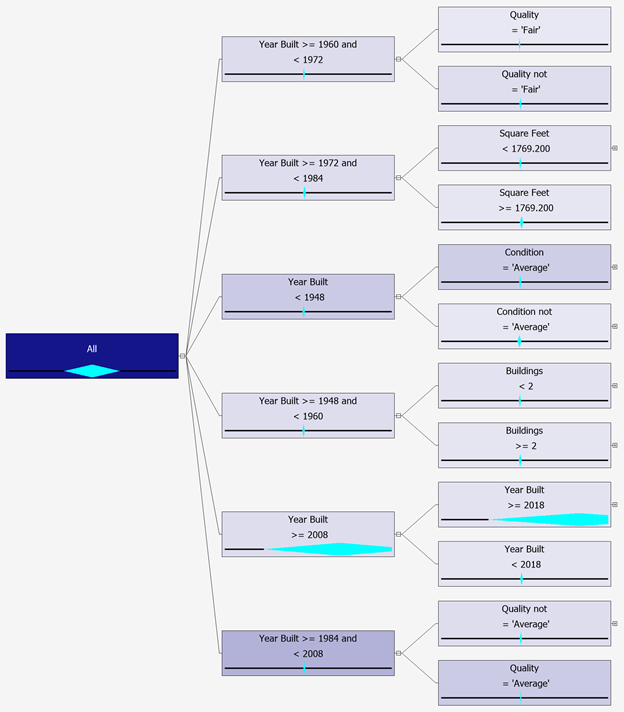 All
Year Built >= 1960 and
< 1972
Quality
= 'Fair'
Quality not
= 'Fair'
Year Built >= 1972 and
< 1984
Square Feet
< 1769.200
Square Feet
>= 1769.200
Year Built
< 1948
Condition
= 'Average'
Condition not
= 'Average'
Year Built >= 1948 and
< 1960
Buildings
< 2
Buildings
>= 2
Year Built
>= 2008
Year Built
>= 2018
Year Built
< 2018
Year Built >= 1984 and
< 2008
Quality not
= 'Average'
Quality
= 'Average'